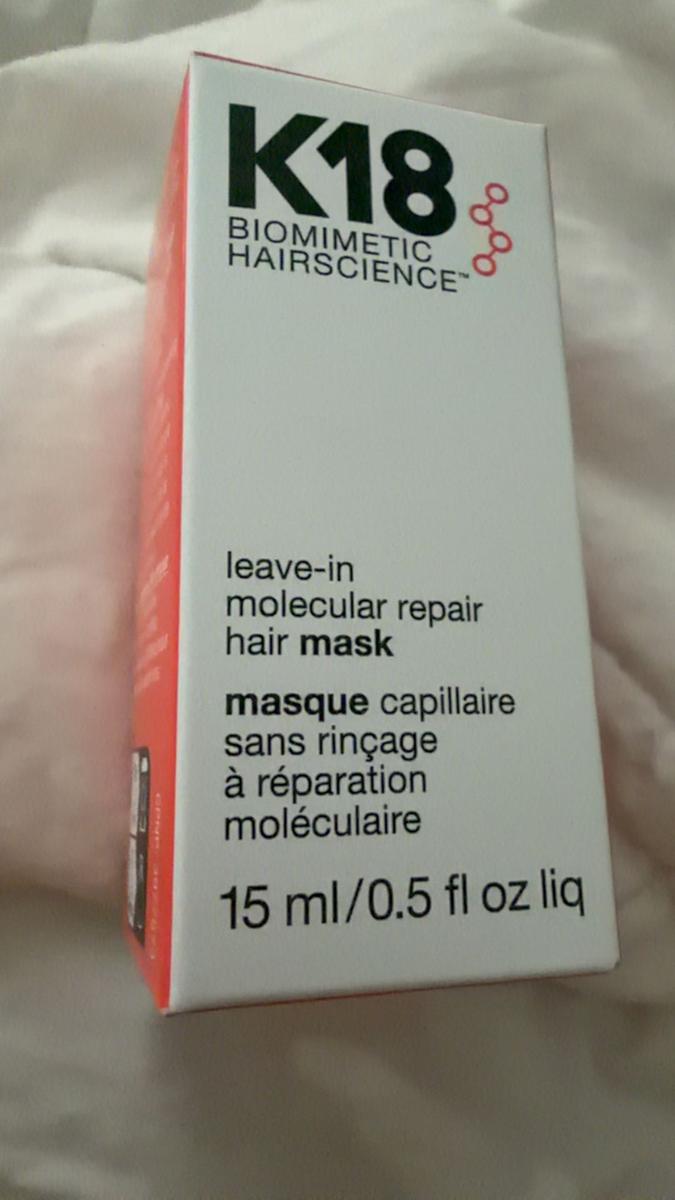 K18
BIOMIMETIC
HAIRSCIENCE™
leave-in
molecular repair
hair mask
masque capillaire
sans rinçage
à réparation
moléculaire
15 ml/0.5 fl oz liq